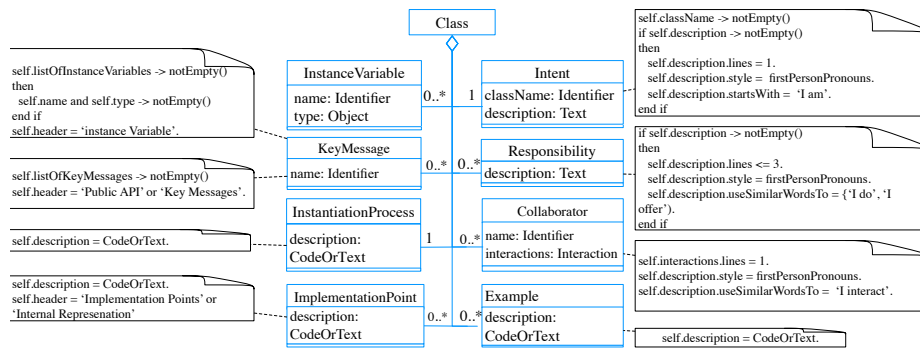 Class
self.listOfInstanceVariables -> notEmpty()
then
self.name and self.type -> notEmpty()
end if
self.header = ‘instance Variable’.
self.listOfKeyMessages -> notEmpty()
self.header = ‘Public API’ or ‘Key Messages’.
self.description = CodeOrText.
self.description = CodeOrText.
self.header = ‘Implementation Points’ or
‘Internal Represenation’
InstanceVariable
name: Identifier
type: Object
0..*
KeyMessage
name: Identifier
0..*
InstantiationProcess
description:
CodeOrText
1
ImplementationPoint
description:
CodeOrText
0..*
1
Intent
className: Identifier
description: Text
0..*
Responsibility
description: Text
0..*
Collaborator
name: Identifier
interactions: Interaction
0..*
Example
description:
CodeOrText
self.className -> notEmpty()
if self.description -> notEmpty()
then
self.description.lines = 1.
self.description.style = firstPersonPronouns.
self.description.startsWith = ‘I am’.
end if
if self.description -> notEmpty()
then
self.description.lines <= 3.
self.description.style = firstPersonPronouns.
self.description.useSimilarWordsTo = {‘I do’, ‘I
offer’).
end if
self.interactions.lines = 1.
self.description.style = firstPersonPronouns.
self.description.useSimilarWordsTo = ‘I interact’.
self.description = CodeOrText.